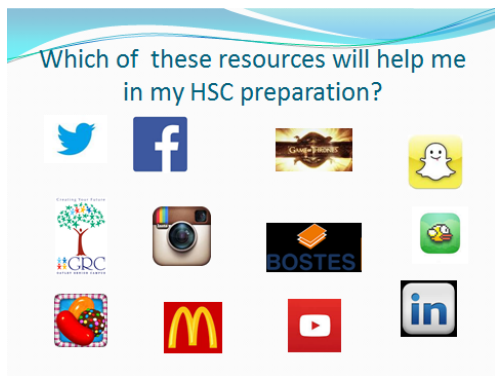 Which of these resources will help me
in my HSC preparation?
f
GAME OF THRONES
Creating Your Future
GRC
BOSTES
in